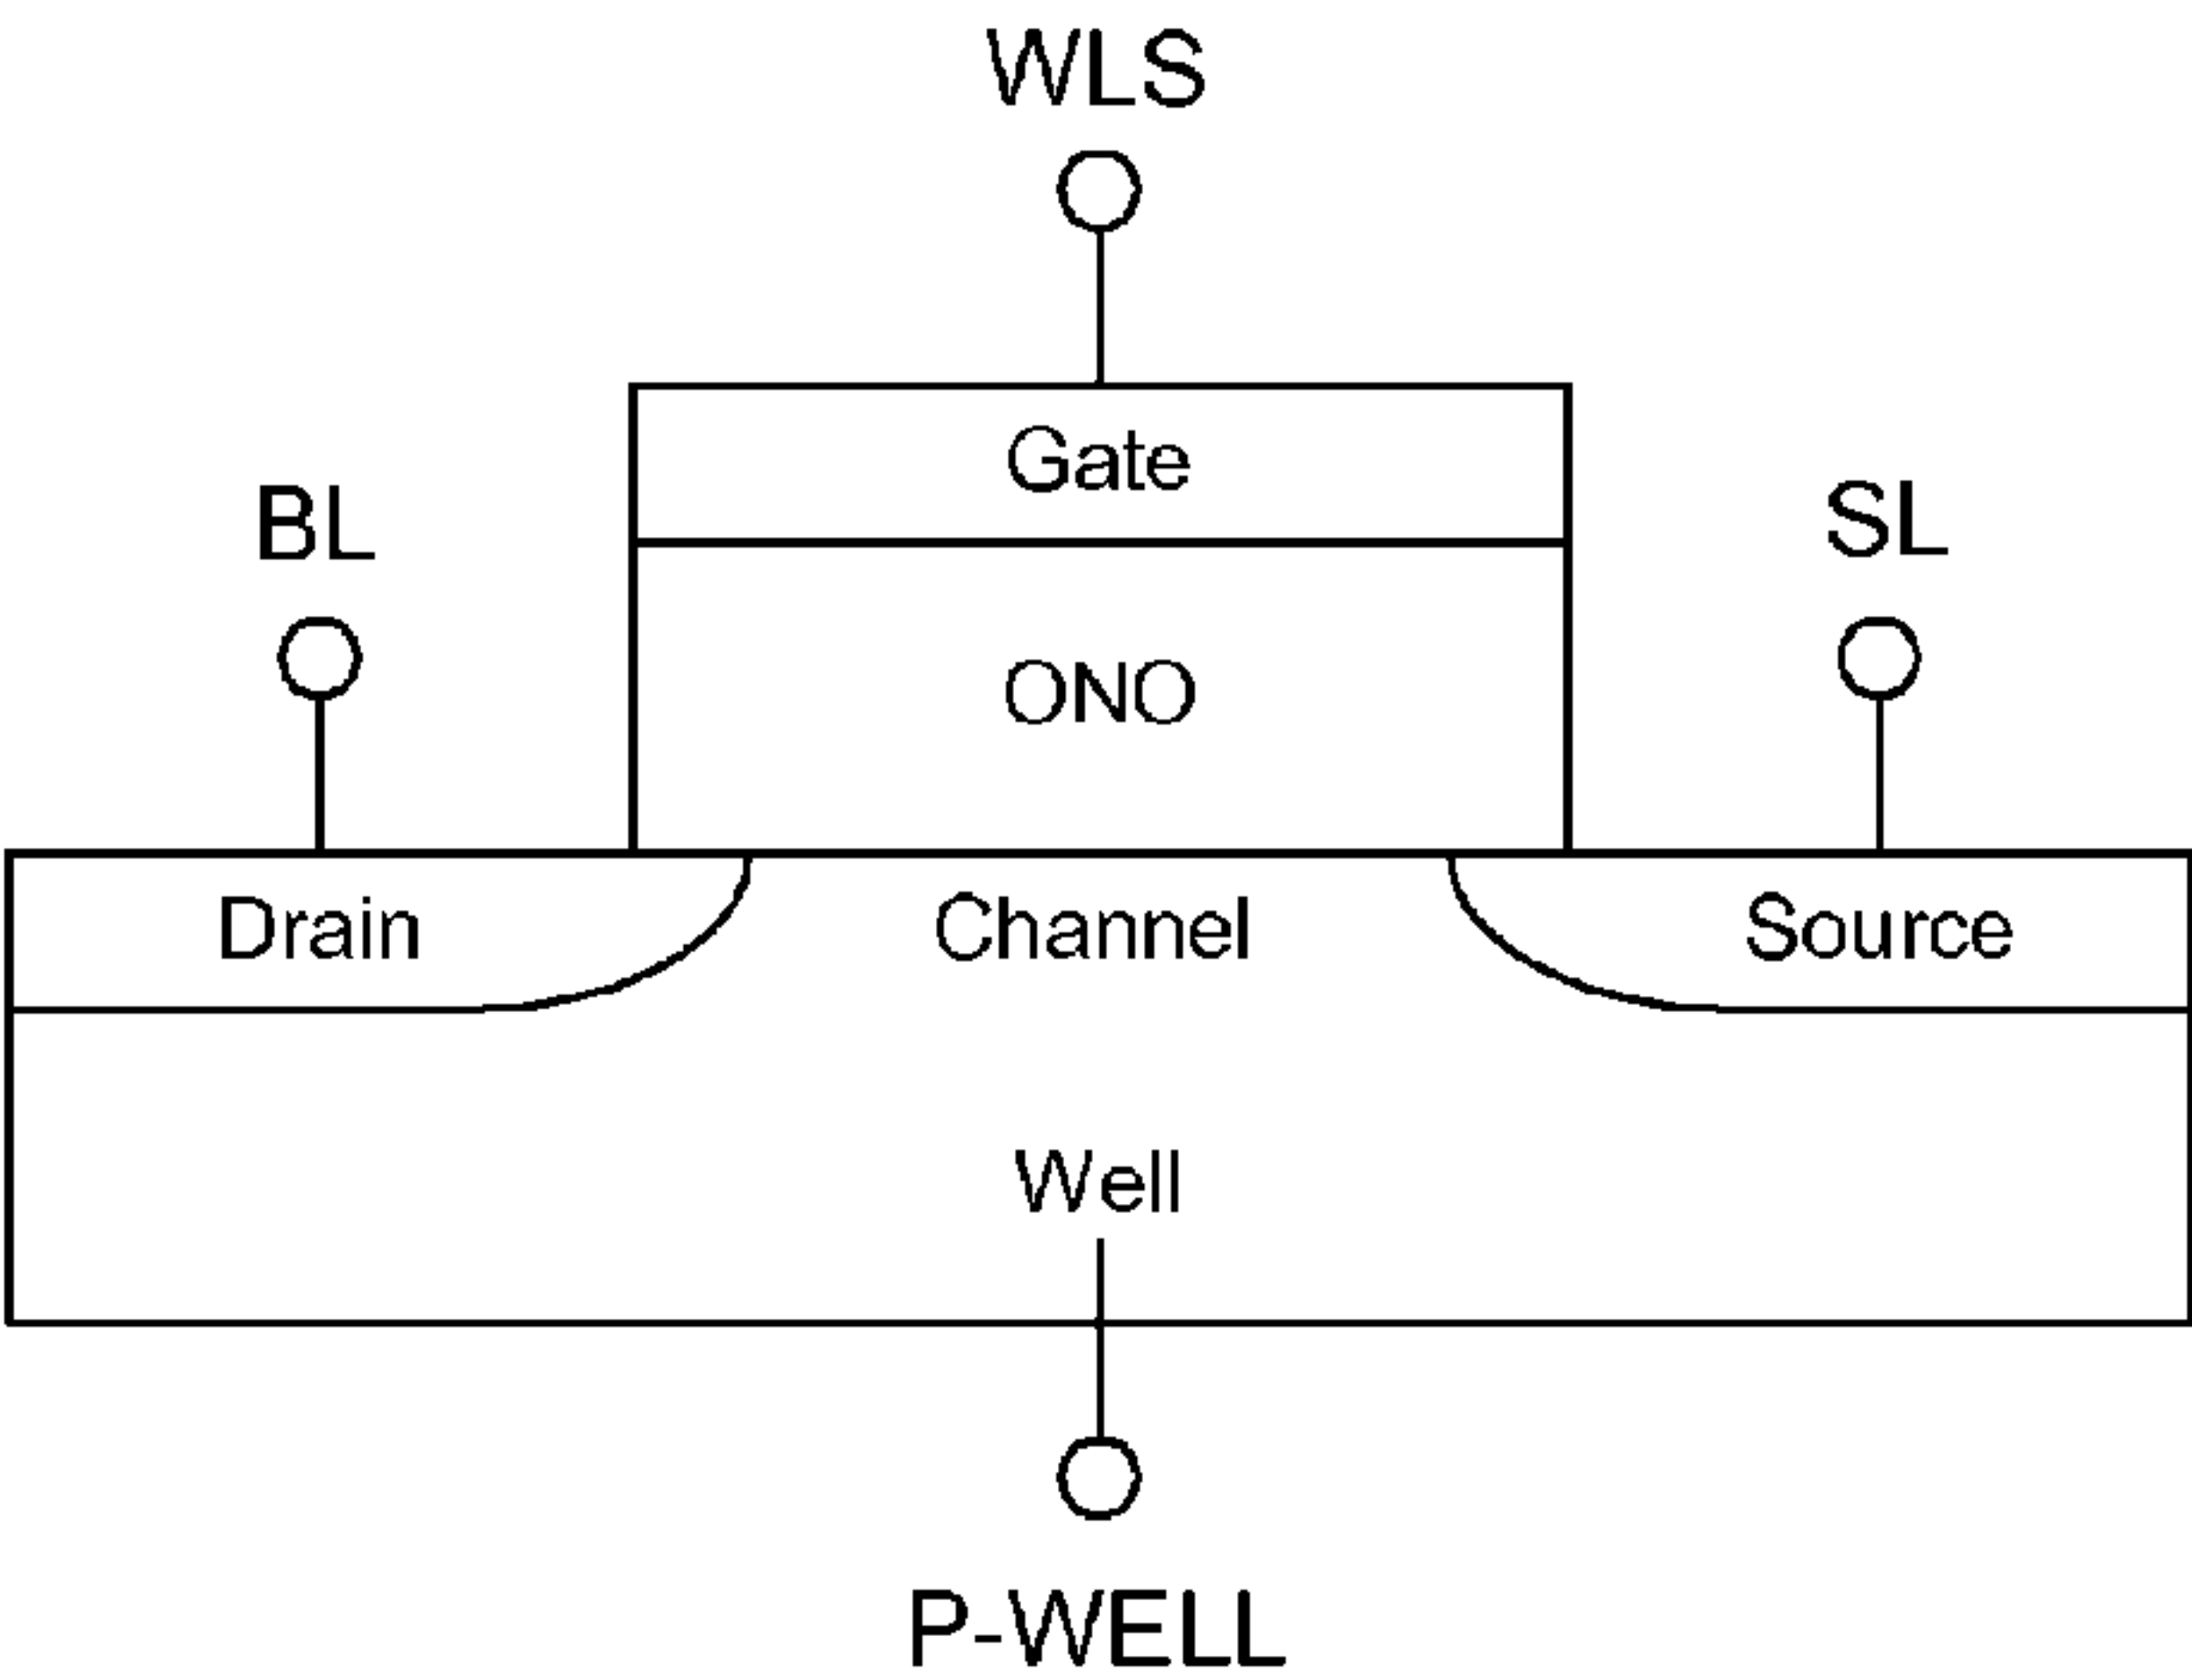 WLS
Gate
BL
SL
ONO
Drain
Channel
Source
Well
P-WELL